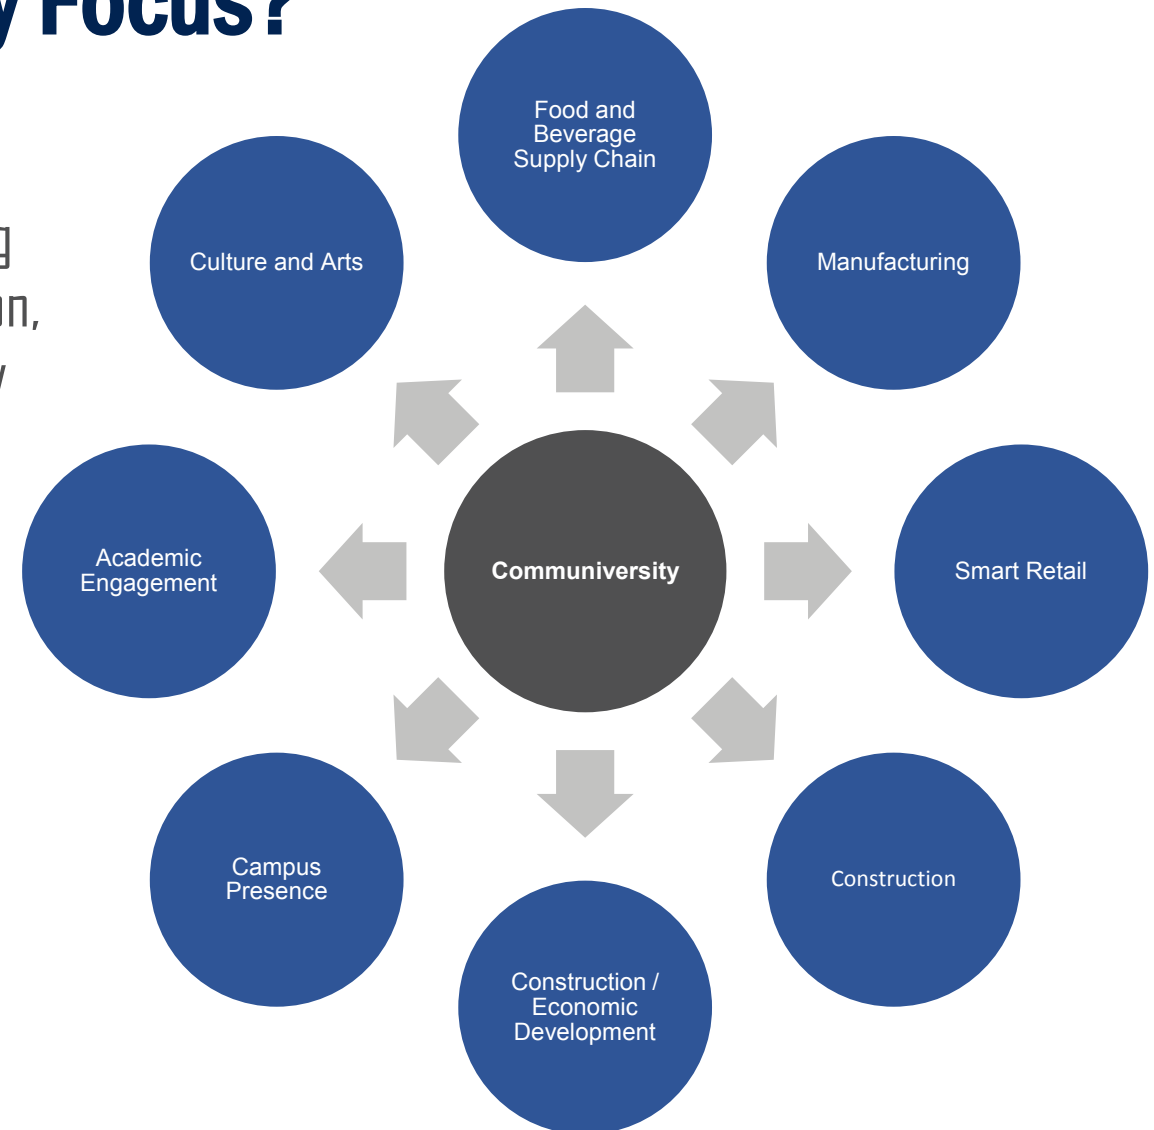 y Focus?
Food and
Beverage
Supply Chain
Culture and Arts
Manufacturing
g
on,
y
Academic
Engagement
Communiversity
Smart Retail
Campus
Presence
Construction
Construction /
Economic
Development